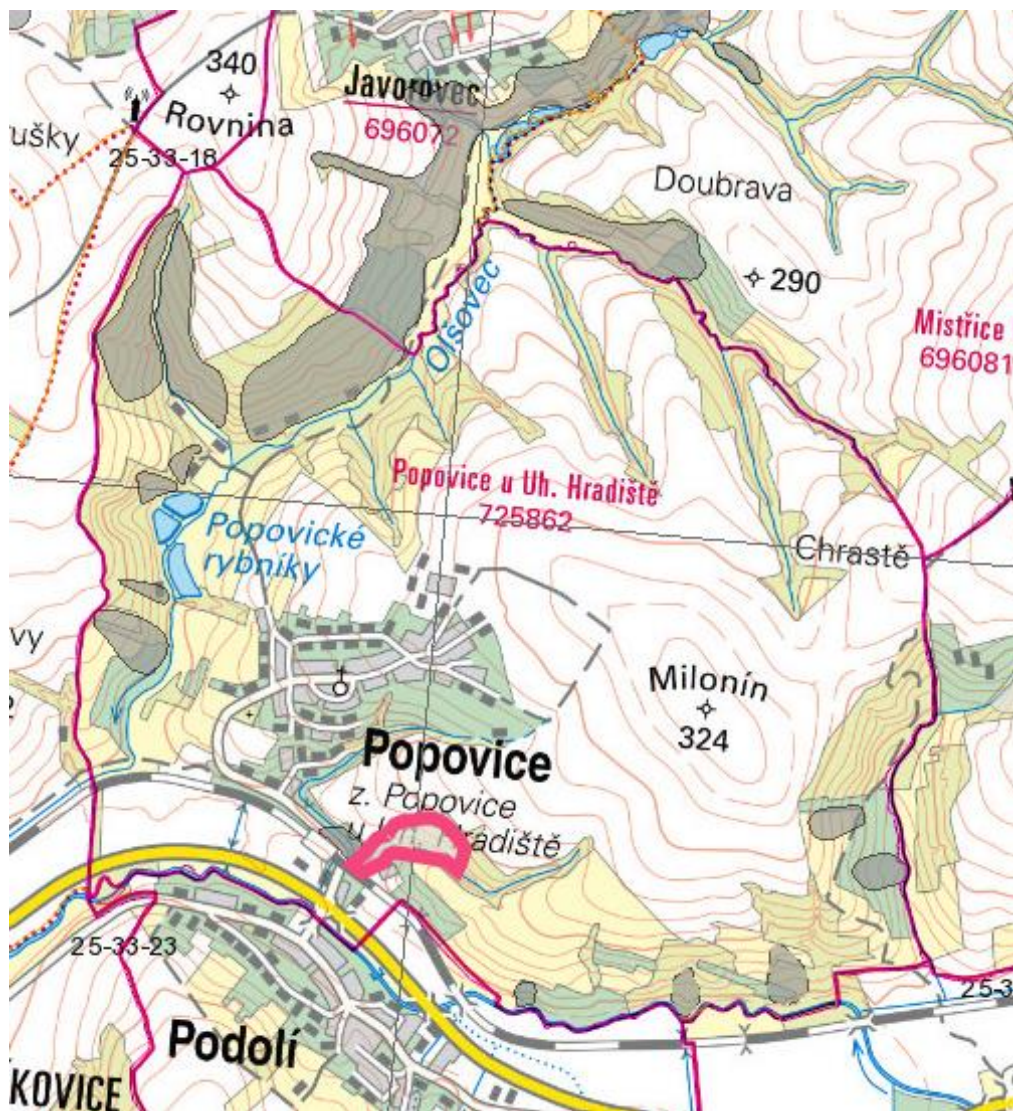 340
Rovnina
ušky
25-33-18
Javorovec
696072
Doubrava
290
Mistřice
696081
Olšovec
Popovice u Uh. Hradiště
725862
Popovické
rybníky
Chrastě
vy
Milonín
324
Popovice
z. Popovice
u Uh. Hradiště
25-33-23
25-3
Podolí
KOVICE